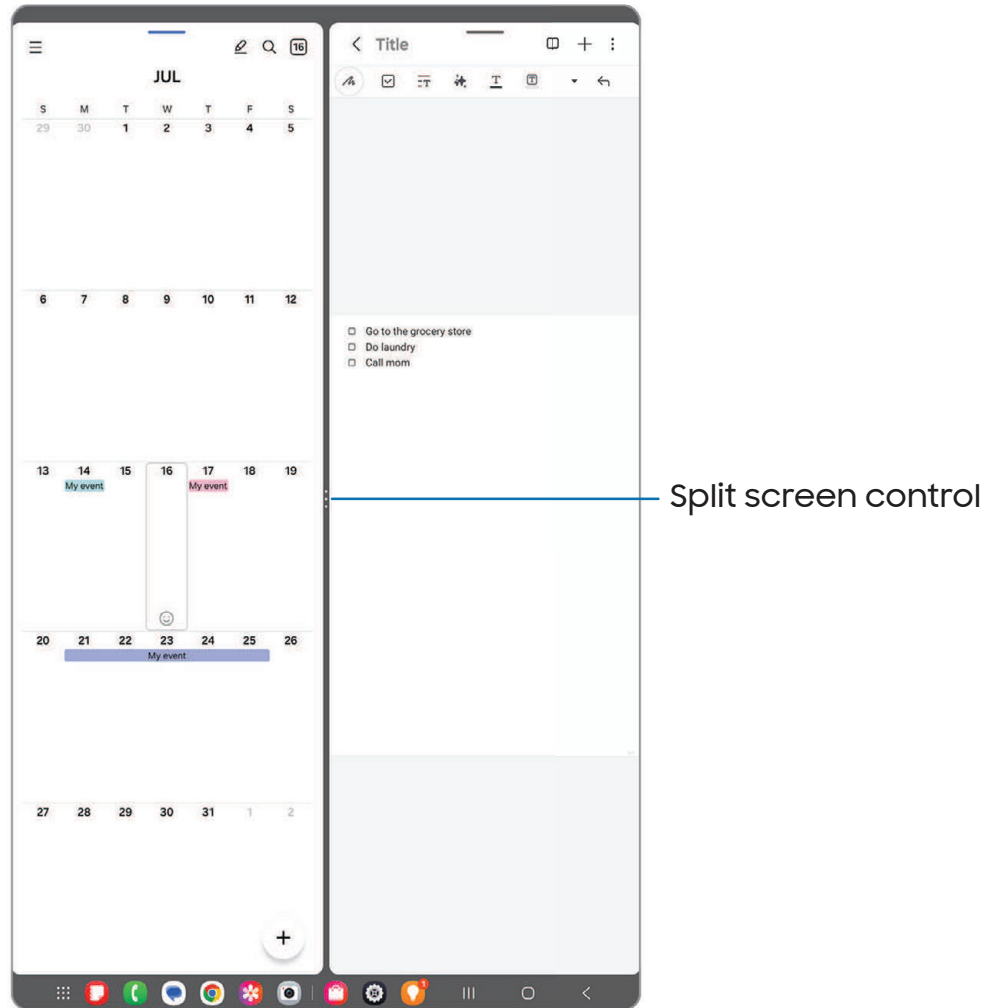 16
JUL
S M T W T F S
29 30 1 2 3 4 5
6 7 8 9 10 11 12
13 14 15 16 17 18 19
My event My event
20 21 22 23 24 25 26
My event
27 28 29 30 31 1 2
+
Title
T T T
Go to the grocery store
Do laundry
Call mom
1
Split screen control